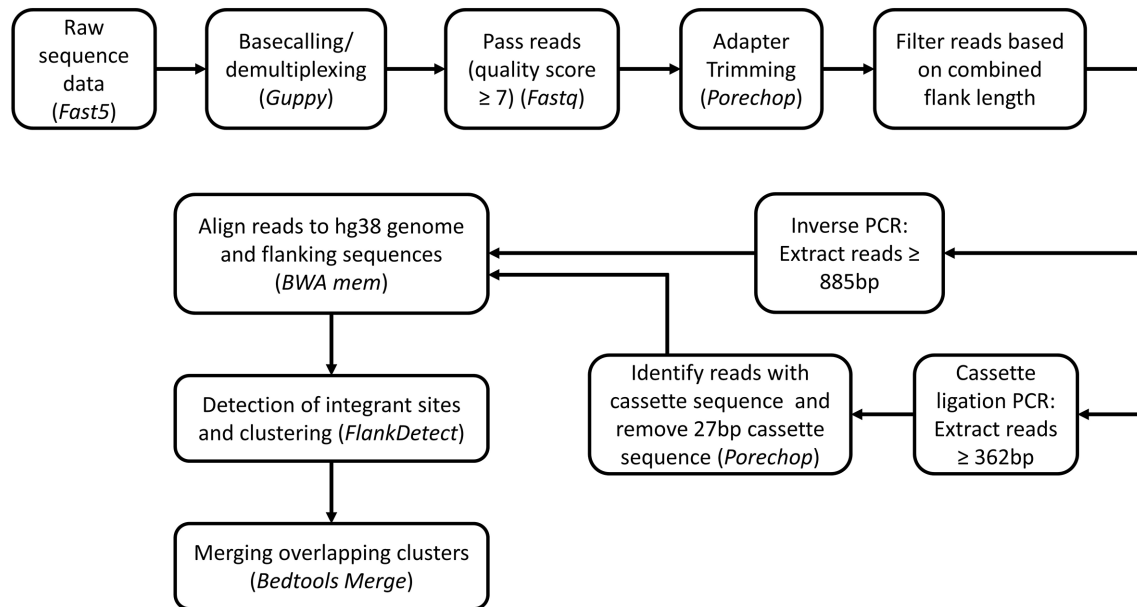 Raw
sequence
data
(Fast5)
Basecalling/
demultiplexing
(Guppy)
Pass reads
(quality score
≥ 7) (Fastq)
Adapter
Trimming
(Porechop)
Filter reads based
on combined
flank length
Inverse PCR:
Extract reads ≥
885bp
Cassette
ligation PCR:
Extract reads
≥ 362bp
Identify reads with
cassette sequence and
remove 27bp cassette
sequence (Porechop)
Align reads to hg38 genome
and flanking sequences
(BWA mem)
Detection of integrant sites
and clustering (FlankDetect)
Merging overlapping clusters
(Bedtools Merge)